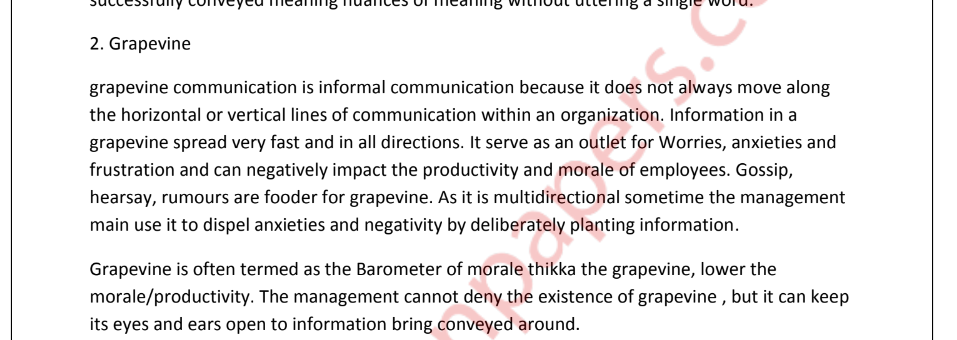 successfully conveyed meaning nuances of meaning without uttering a single word.
2. Grapevine
grapevine communication is informal communication because it does not always move along
the horizontal or vertical lines of communication within an organization. Information in a
grapevine spread very fast and in all directions. It serve as an outlet for Worries, anxieties and
frustration and can negatively impact the productivity and morale of employees. Gossip,
hearsay, rumours are fooder for grapevine. As it is multidirectional sometime the management
main use it to dispel anxieties and negativity by deliberately planting information.
Grapevine is often termed as the Barometer of morale thikka the grapevine, lower the
morale/productivity. The management cannot deny the existence of grapevine , but it can keep
its eyes and ears open to information bring conveyed around.
npapers.co